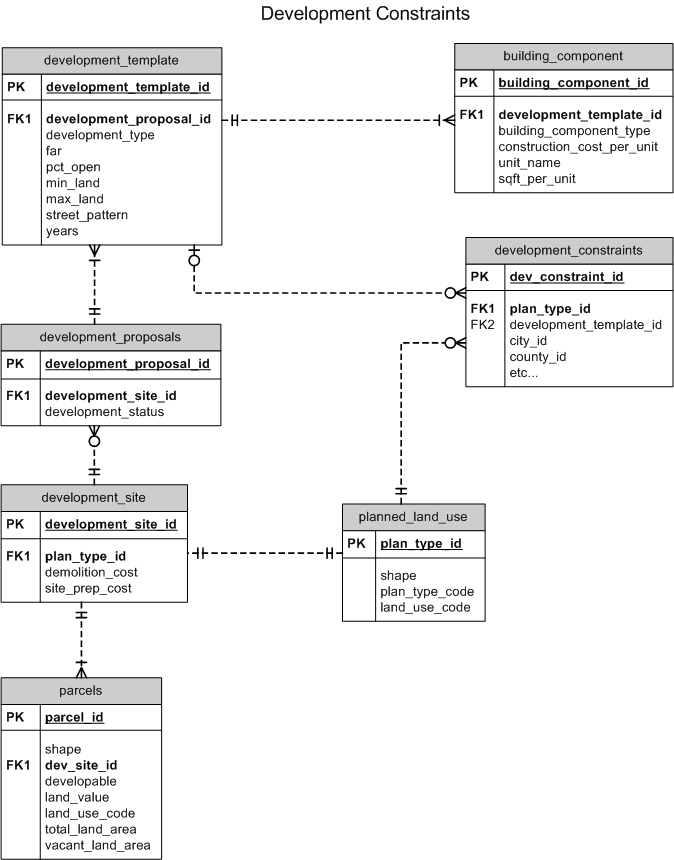 Development Constraints
development_template
PK development_template_id
FK1 development_proposal_id
development_type
far
pct_open
min_land
max_land
street_pattern
years
building_component
PK building_component_id
FK1 development_template_id
building_component_type
construction_cost_per_unit
unit_name
sqft_per_unit
development_constraints
PK dev_constraint_id
FK1 plan_type_id
FK2 development_template_id
city_id
county_id
etc...
development_proposals
PK development_proposal_id
FK1 development_site_id
development_status
development_site
PK development_site_id
FK1 plan_type_id
demolition_cost
site_prep_cost
planned_land_use
PK plan_type_id
shape
plan_type_code
land_use_code
parcels
PK parcel_id
shape
FK1 dev_site_id
developable
land_value
land_use_code
total_land_area
vacant_land_area